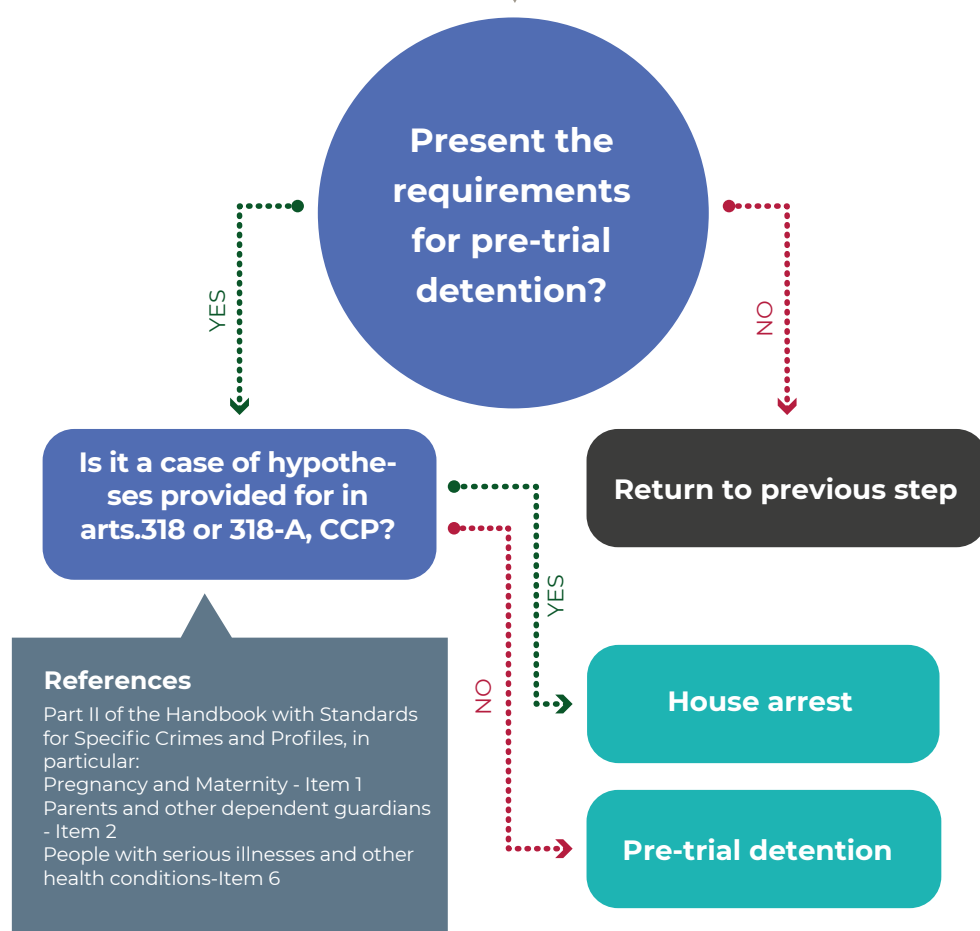 Present the
requirements
for pre-trial
detention?
YES
NO
Is it a case of hypothe-
ses provided for in
arts.318 or 318-A, CCP?
Return to previous step
YES
NO
House arrest
Pre-trial detention
References
Part II of the Handbook with Standards
for Specific Crimes and Profiles, in
particular:
Pregnancy and Maternity - Item 1
Parents and other dependent guardians
- Item 2
People with serious illnesses and other
health conditions-Item 6